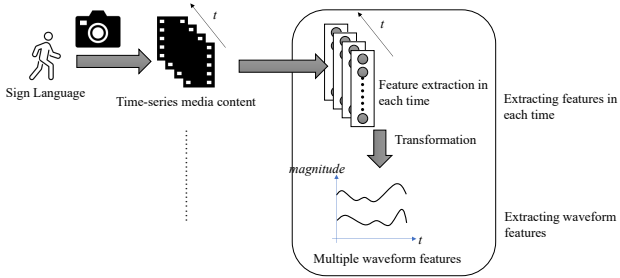 t
t
Sign Language
Time-series media content
Feature extraction in
each time
Extracting features in
each time
Transformation
magnitude
t
Extracting waveform
features
Multiple waveform features